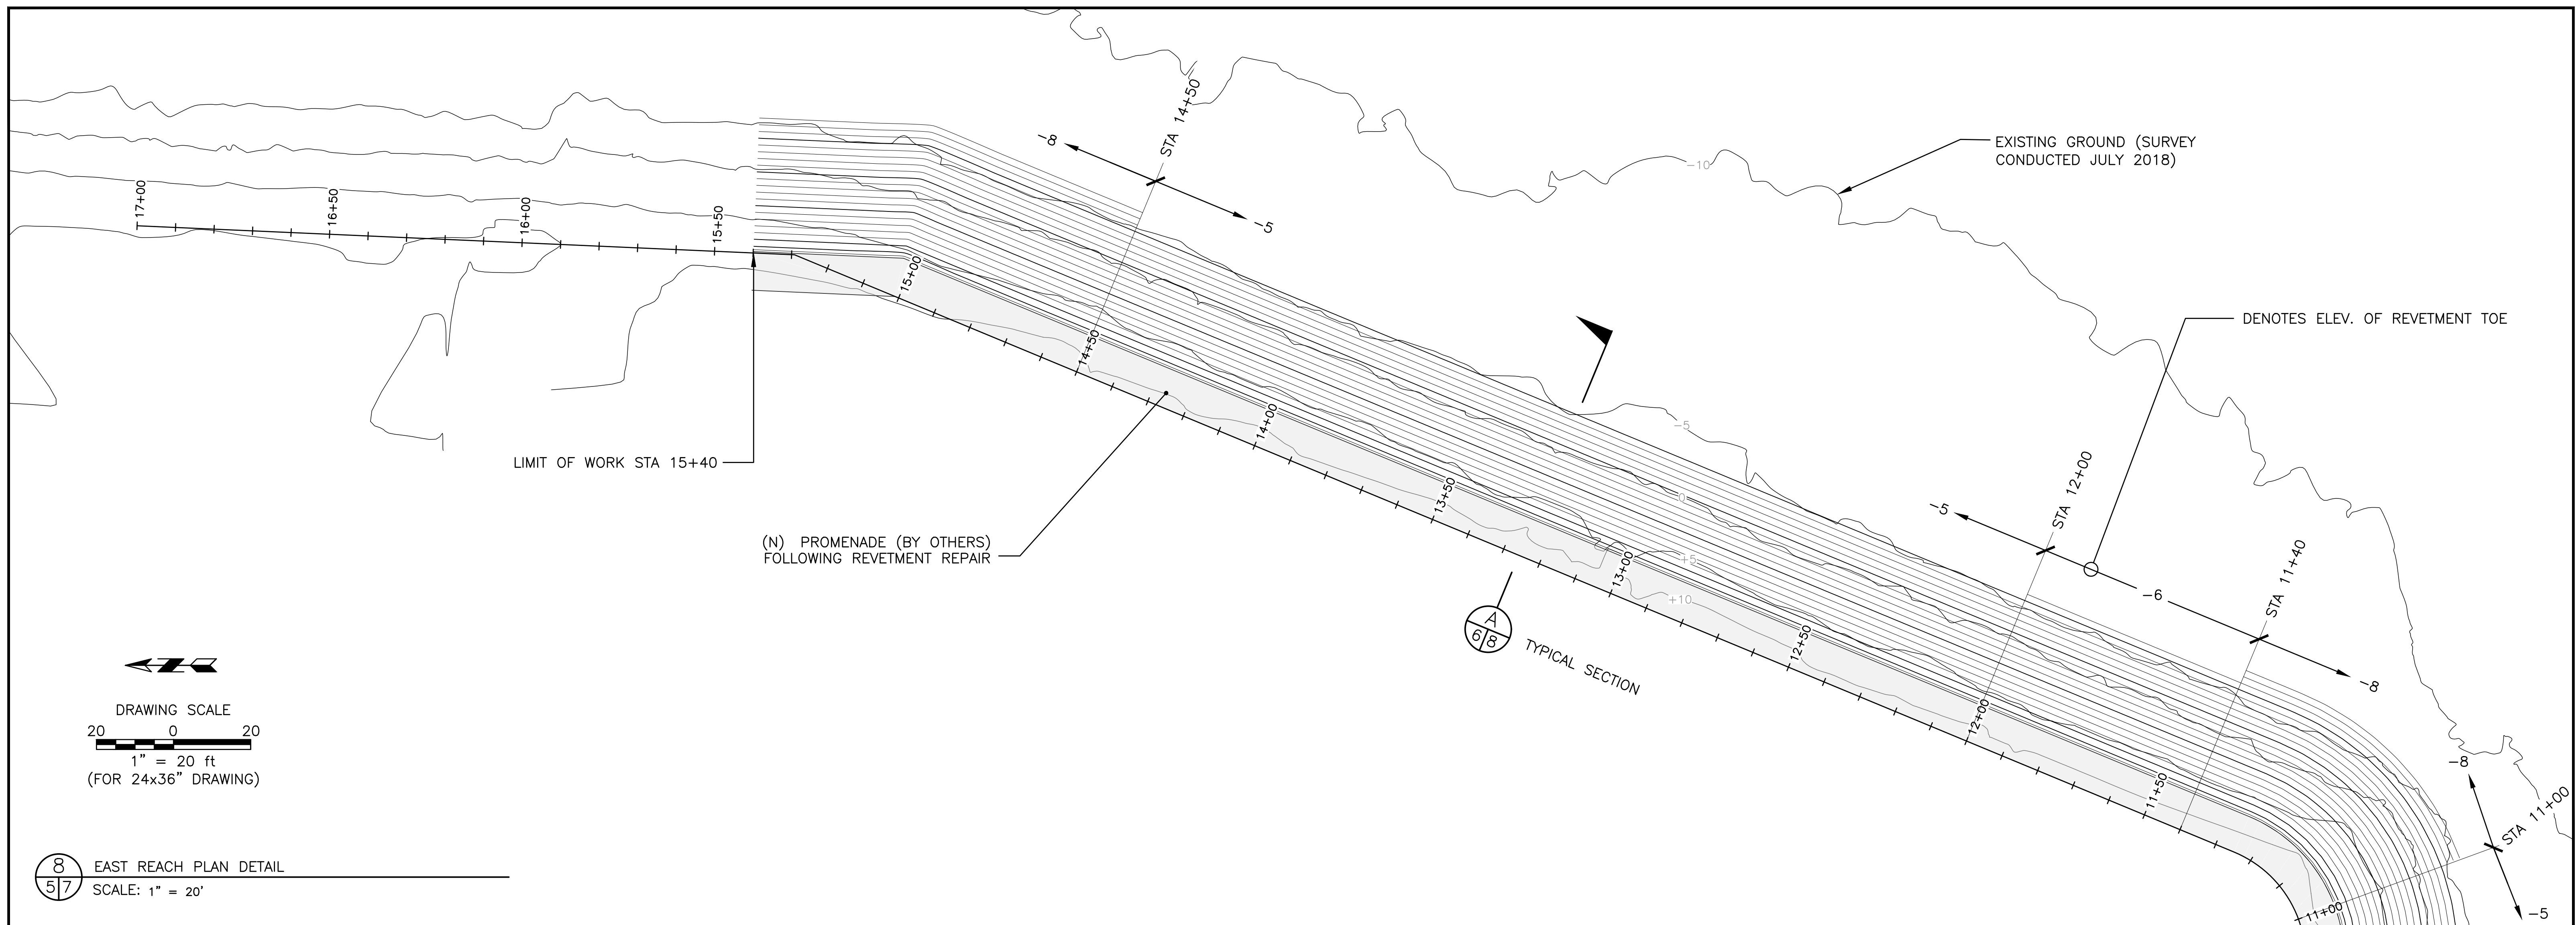 -10
STA 14+50
-8
-5
EXISTING GROUND (SURVEY
CONDUCTED JULY 2018)
17+00
16+50
16+00
15+50
15+00
14+50
14+00
13+50
13+00
12+50
12+00
11+50
11+00
DENOTES ELEV. OF REVETMENT TOE
-5
0
+5
+10
LIMIT OF WORK STA 15+40
(N) PROMENADE (BY OTHERS)
FOLLOWING REVETMENT REPAIR
-5
STA 12+00
-6
STA 11+40
-8
A
6 8
TYPICAL SECTION
-8
STA 11+00
-5
Z
DRAWING SCALE
20 0 20
1" = 20 ft
(FOR 24x36" DRAWING)
8
5 7
EAST REACH PLAN DETAIL
SCALE: 1" = 20'